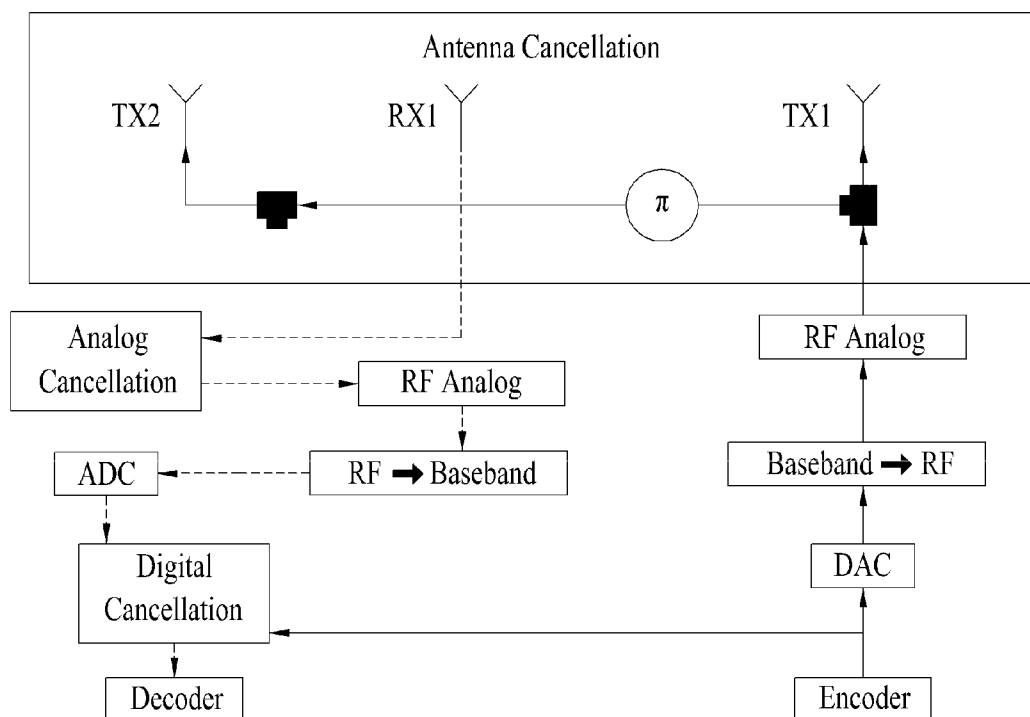 Antenna Cancellation
TX2
RX1
TX1
π
Analog
Cancellation
RF Analog
RF Analog
ADC
RF ➡ Baseband
Baseband ➡ RF
Digital
Cancellation
DAC
Decoder
Encoder